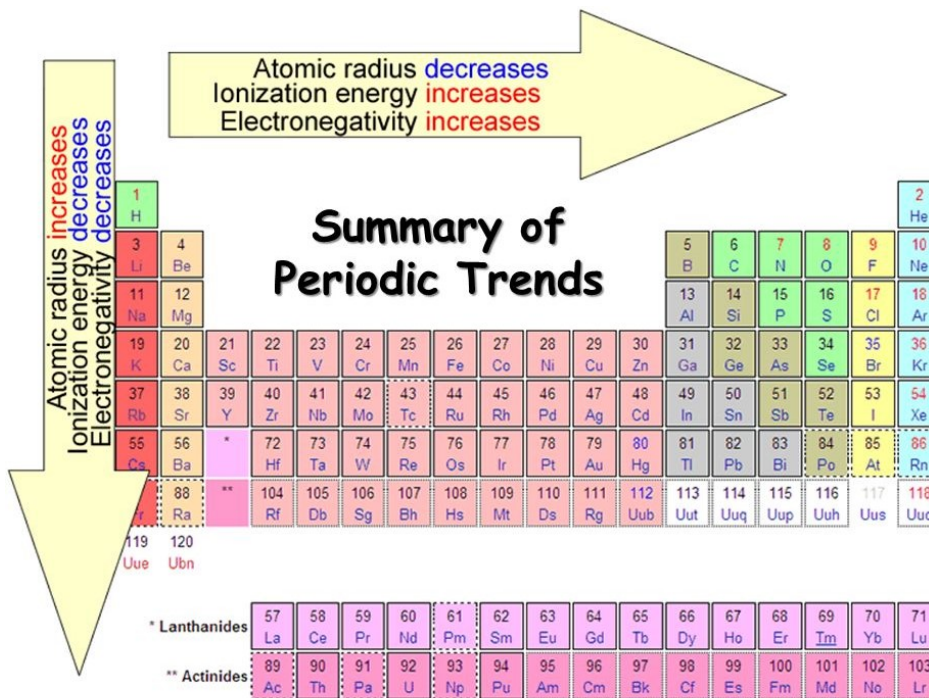 Atomic radius decreases
Ionization energy increases
Electronegativity increases
Atomic radius increases
Ionization energy decreases
Electronegativity decreases
Summary of
Periodic Trends
1 2
H He
3 4 5 6 7 8 9 10
Li Be B C N O F Ne
11 12 13 14 15 16 17 18
Na Mg Al Si P S Cl Ar
19 20 21 22 23 24 25 26 27 28 29 30 31 32 33 34 35 36
K Ca Sc Ti V Cr Mn Fe Co Ni Cu Zn Ga Ge As Se Br Kr
37 38 39 40 41 42 43 44 45 46 47 48 49 50 51 52 53 54
Rb Sr Y Zr Nb Mo Tc Ru Rh Pd Ag Cd In Sn Sb Te I Xe
55 56 * 72 73 74 75 76 77 78 79 80 81 82 83 84 85 86
Cs Ba Hf Ta W Re Os Ir Pt Au Hg Tl Pb Bi Po At Rn
88 ** 104 105 106 107 108 109 110 111 112 113 114 115 116 117 118
Ra Rf Db Sg Bh Hs Mt Ds Rg Uub Uut Uuq Uup Uuh Uus Uuo
119 120
Uue Ubn
* Lanthanides
57 58 59 60 61 62 63 64 65 66 67 68 69 70 71
La Ce Pr Nd Pm Sm Eu Gd Tb Dy Ho Er Tm Yb Lu
** Actinides
89 90 91 92 93 94 95 96 97 98 99 100 101 102 103
Ac Th Pa U Np Pu Am Cm Bk Cf Es Fm Md No Lr